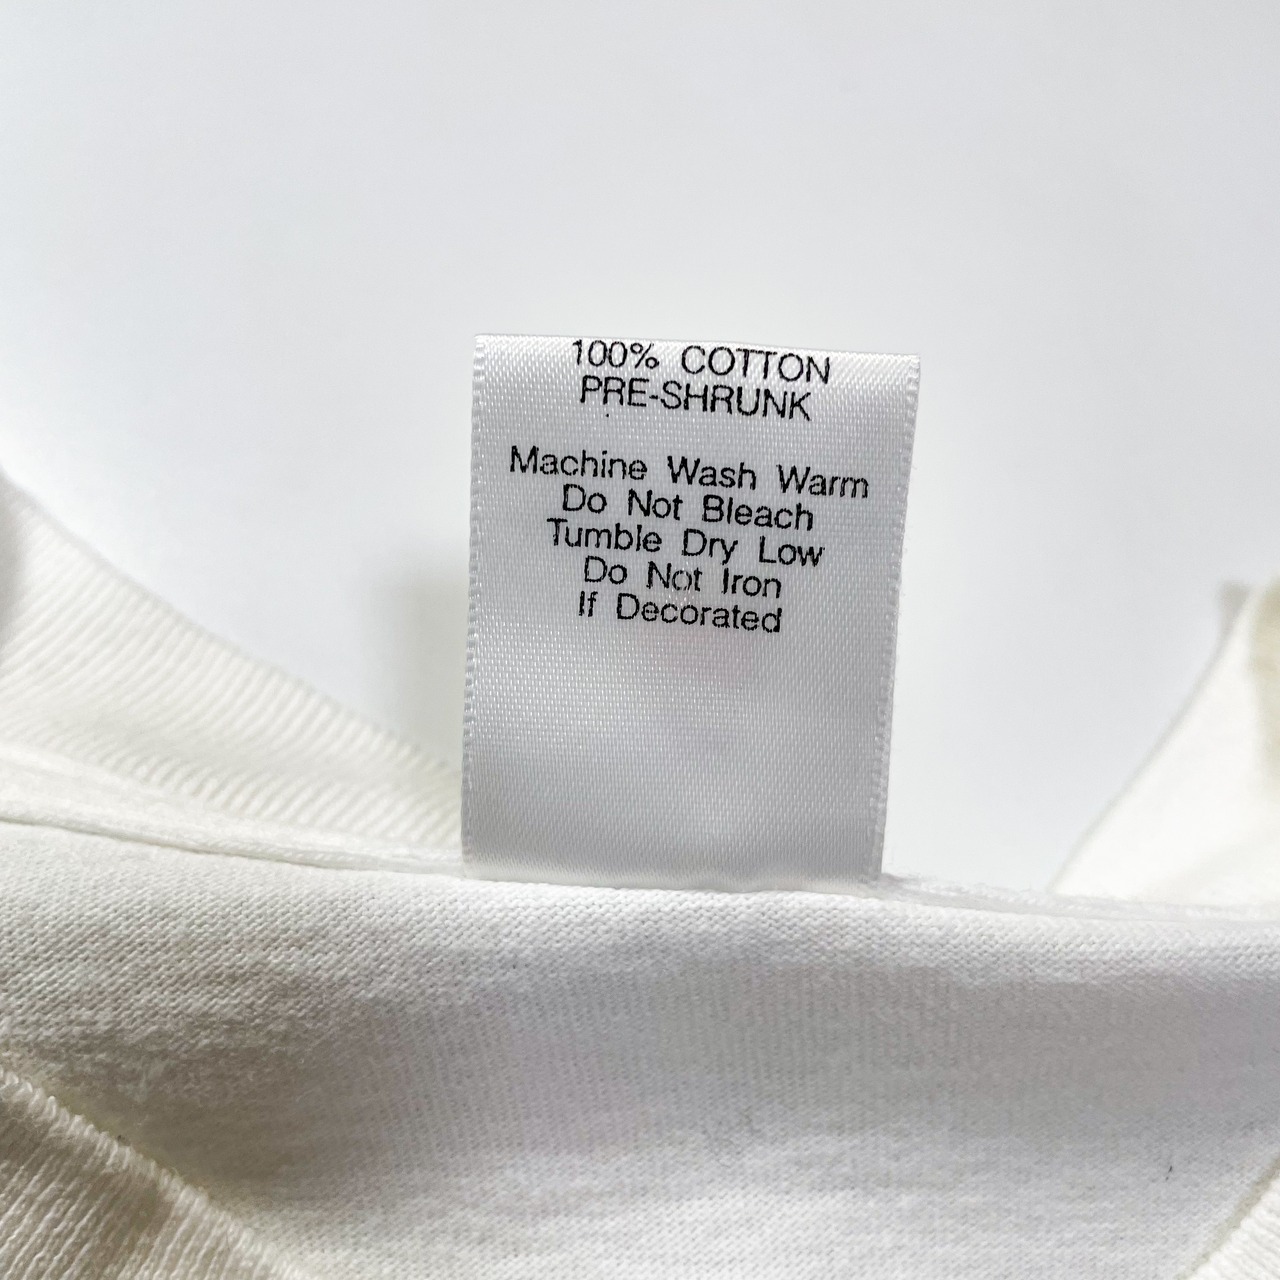 100% COTTON
PRE-SHRUNK
Machine Wash Warm
Do Not Bleach
Tumble Dry Low
Do Not Iron
If Decorated